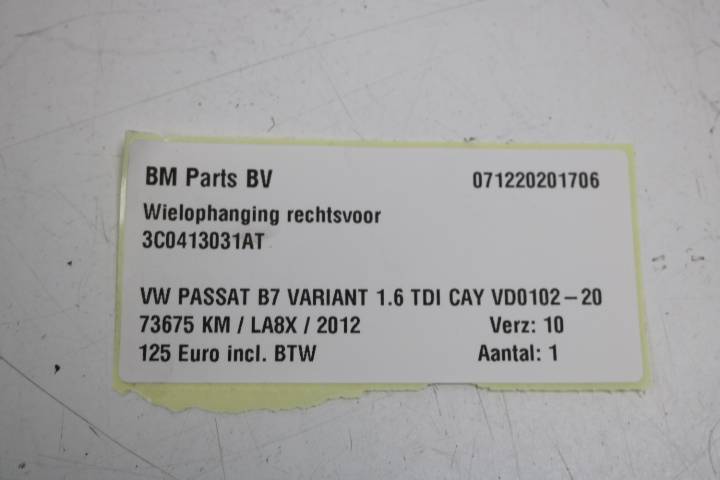 BM Parts BV 071220201706
Wielophanging rechtsvoor
3C0413031AT
VW PASSAT B7 VARIANT 1.6 TDI CAY VD0102-20
73675 KM / LA8X / 2012 Verz: 10
125 Euro incl. BTW Aantal: 1